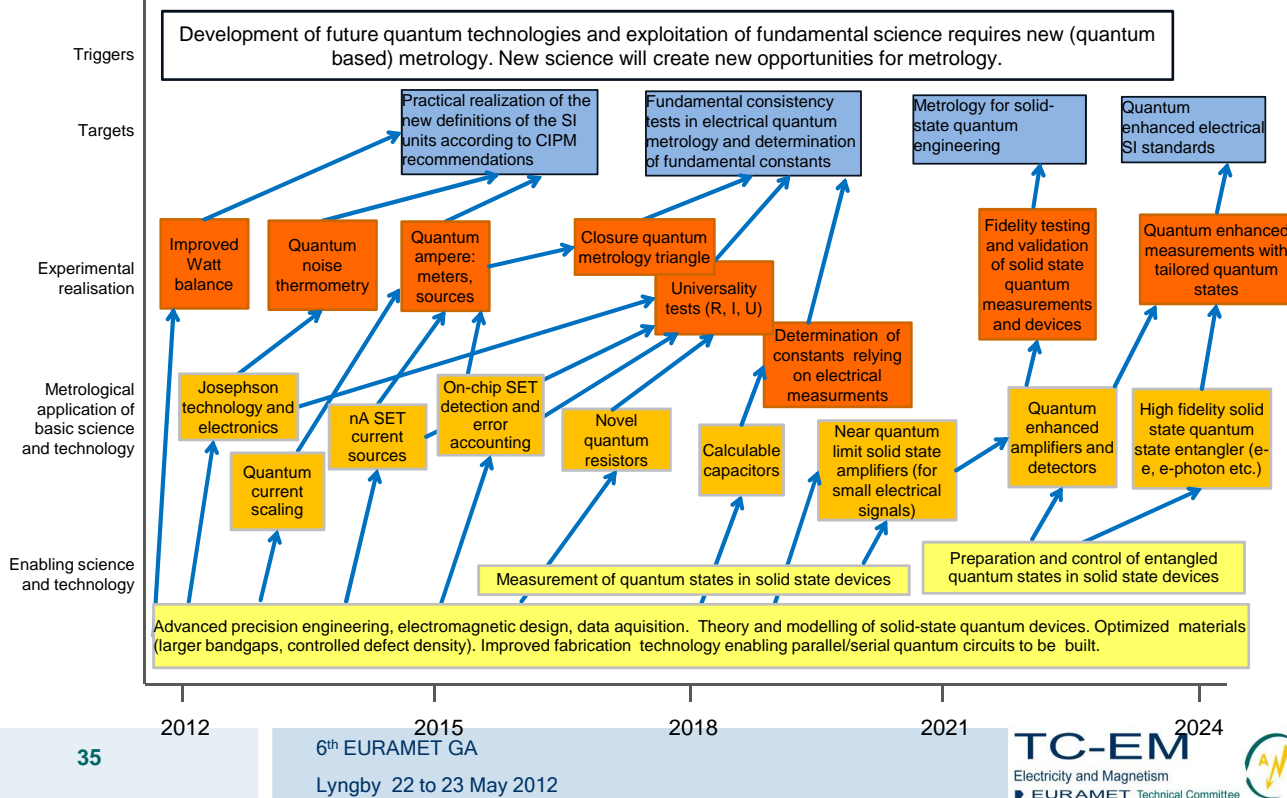 Triggers
Development of future quantum technologies and exploitation of fundamental science requires new (quantum
based) metrology. New science will create new opportunities for metrology.
Targets
Practical realization of the
new definitions of the SI
units according to CIPM
recommendations
Fundamental consistency
tests in electrical quantum
metrology and determination
of fundamental constants
Metrology for solid-
state quantum
engineering
Quantum
enhanced electrical
SI standards
Experimental
realisation
Improved
Watt
balance
Quantum
noise
thermometry
Quantum
ampere:
meters,
sources
Closure quantum
metrology triangle
Universality
tests (R, I, U)
Determination of
constants relying
on electrical
measurments
Fidelity testing
and validation
of solid state
quantum
measurements
and devices
Quantum enhanced
measurements with
tailored quantum
states
Metrological
application of
basic science
and technology
Josephson
technology and
electronics
Quantum
current
scaling
nA SET
current
sources
On-chip SET
detection and
error
accounting
Novel
quantum
resistors
Calculable
capacitors
Near quantum
limit solid state
amplifiers (for
small electrical
signals)
Quantum
enhanced
amplifiers and
detectors
High fidelity solid
state quantum
state entangler (e-
e, e-photon etc.)
Enabling science
and technology
Measurement of quantum states in solid state devices
Preparation and control of entangled
quantum states in solid state devices
Advanced precision engineering, electromagnetic design, data aquisition. Theory and modelling of solid-state quantum devices. Optimized materials
(larger bandgaps, controlled defect density). Improved fabrication technology enabling parallel/serial quantum circuits to be built.
2012
2015
2018
2021
2024
35
6th EURAMET GA
Lyngby 22 to 23 May 2012
TC-EM
Electricity and Magnetism
EURAMET Technical Committee